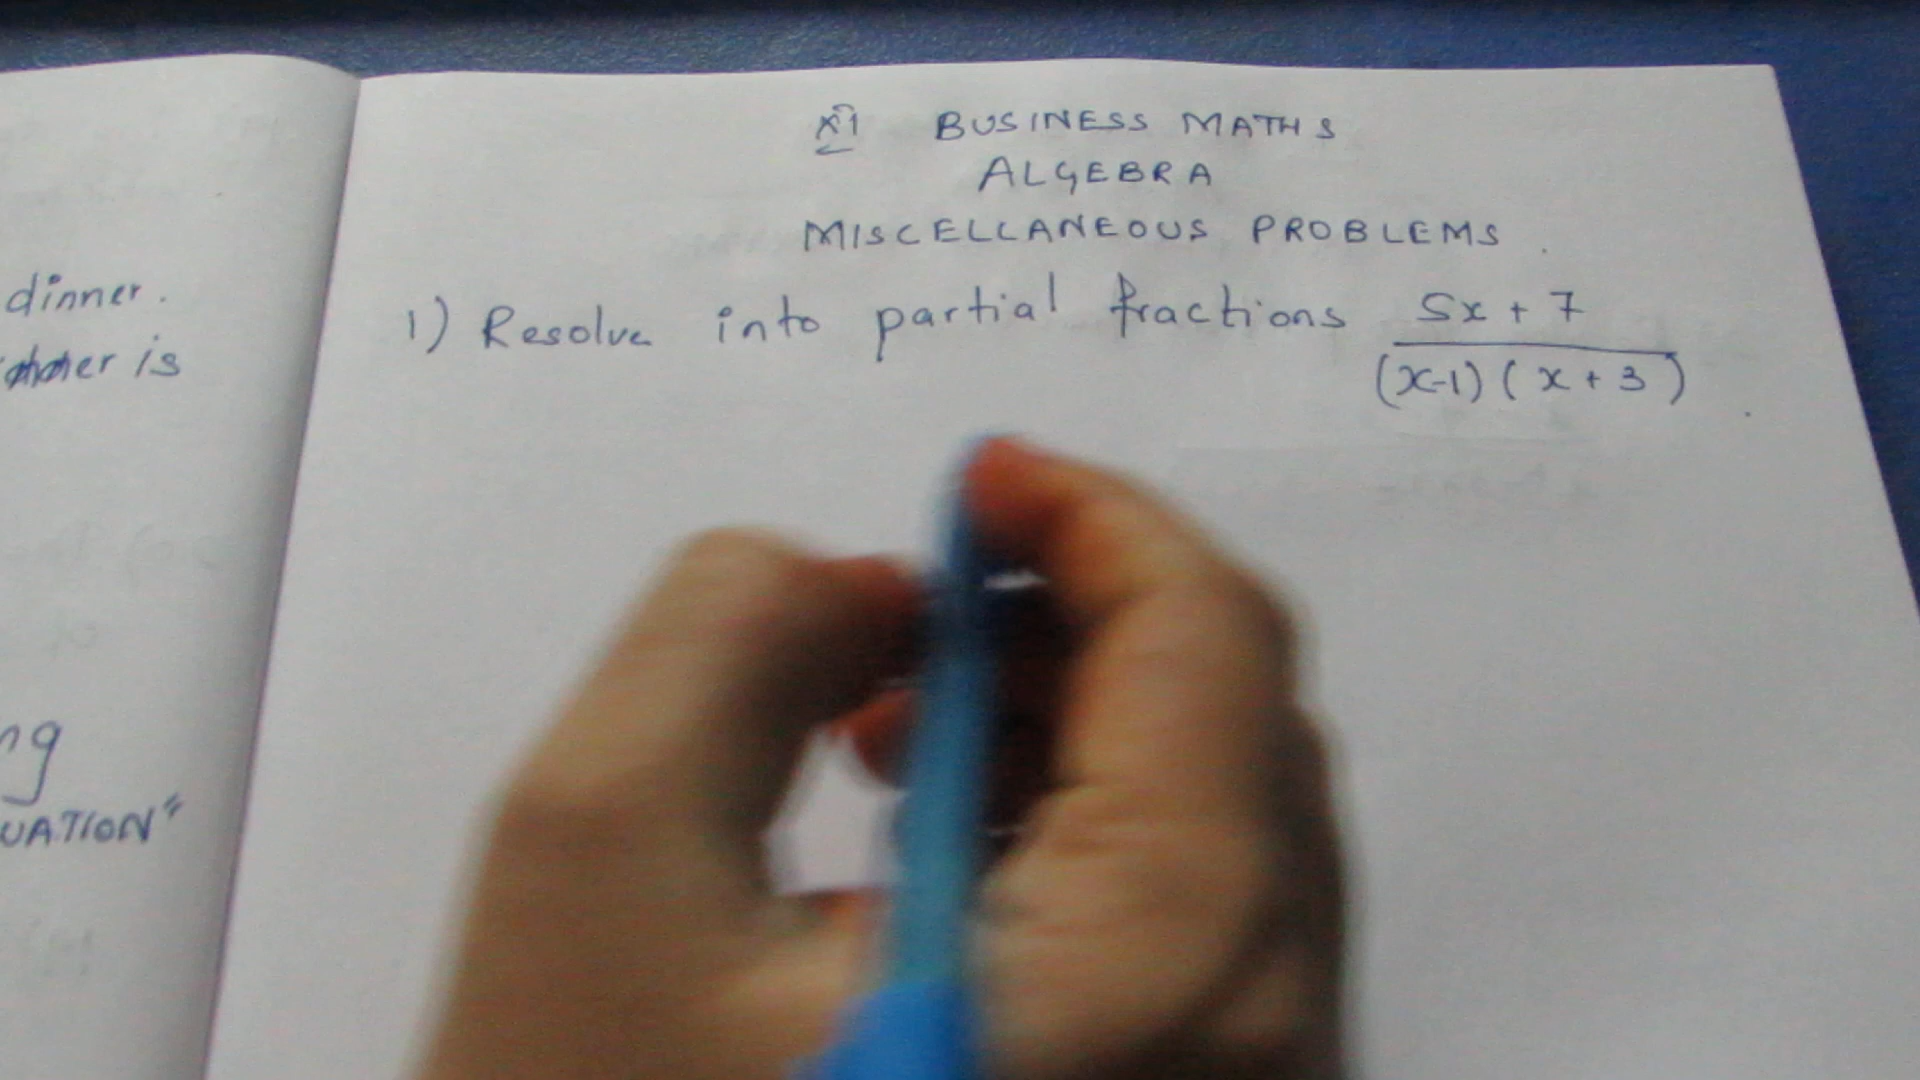 XI BUSINESS MATHS
ALGEBRA
MISCELLANEOUS PROBLEMS.
1) Resolve into partial fractions 5x + 7
(x-1) (x + 3)
dinner.
is
ng
UATION"